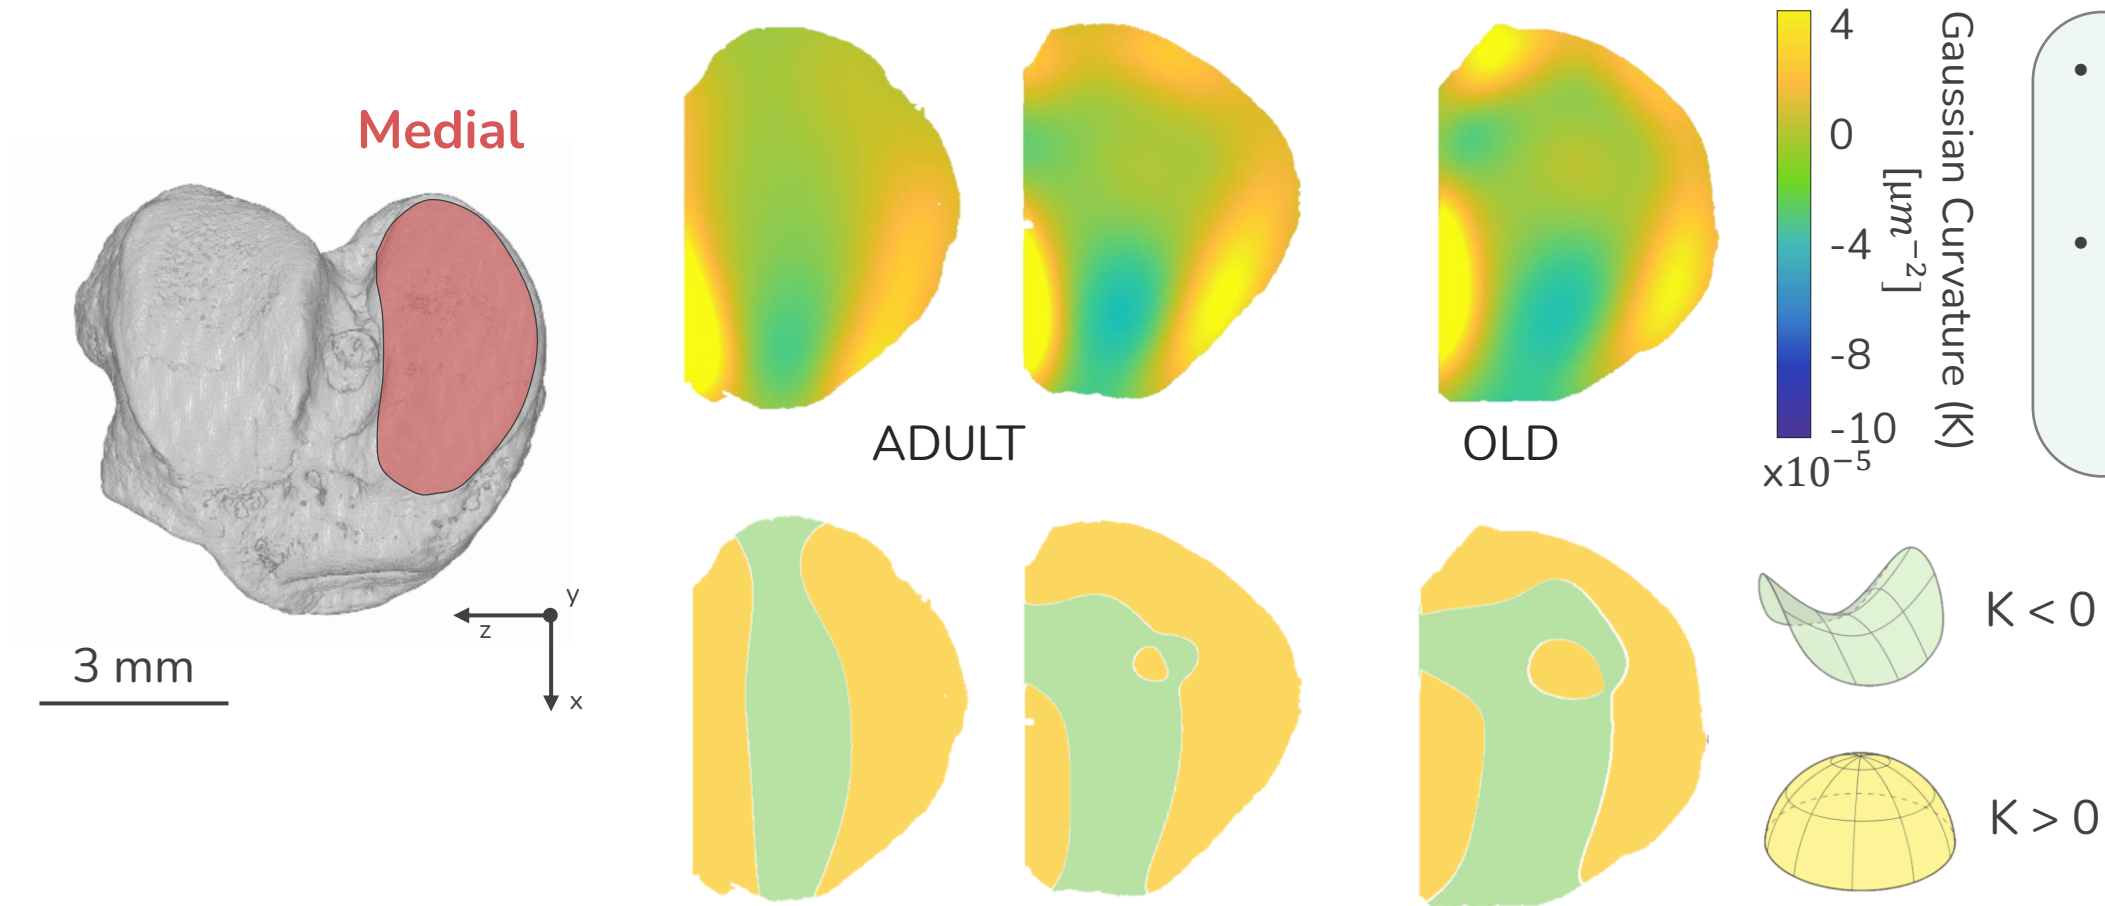 Medial
3 mm
y
z
x
ADULT
OLD
4
0
-4
-8
-10
x10⁻⁵
Gaussian Curvature (K)
[μm⁻²]
K < 0
K > 0